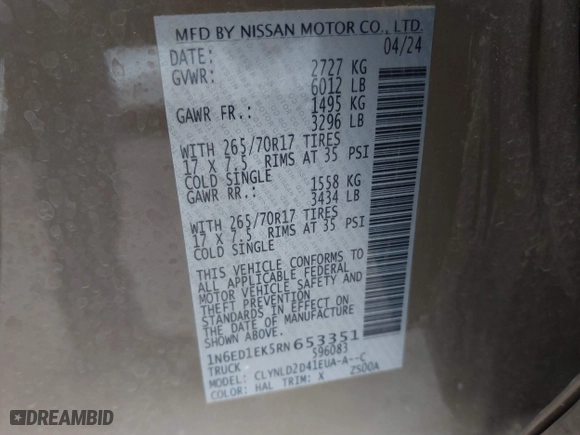 MFD BY NISSAN MOTOR CO., LTD.
DATE: 04/24
GVWR: 2727 KG
6012 LB
GAWR FR.: 1495 KG
3296 LB
WITH 265/70R17 TIRES
17 X 7.5 RIMS AT 35 PSI
COLD SINGLE
GAWR RR.: 1558 KG
3434 LB
WITH 265/70R17 TIRES
17 X 7.5 RIMS AT 35 PSI
COLD SINGLE
THIS VEHICLE CONFORMS TO
ALL APPLICABLE FEDERAL
MOTOR VEHICLE SAFETY AND
THEFT PREVENTION
STANDARDS IN EFFECT ON
THE DATE OF MANUFACTURE
SHOWN ABOVE.
1N6ED1EK5RN653351
TRUCK 596083
MODEL: CLYNLD2D41EUA-A--C
COLOR: HAL TRIM: X Z500A
DREAMBID